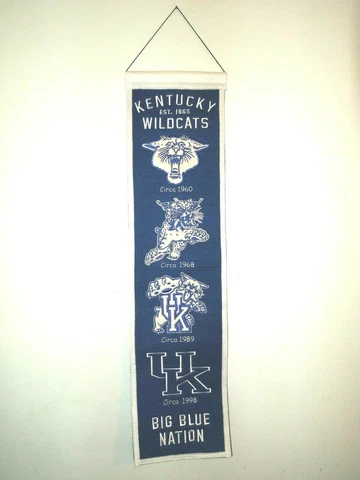 KENTUCKY
EST. 1865
WILDCATS
Circa 1960
Circa 1968
UK
Circa 1989
UK
Circa 1998
BIG BLUE
NATION